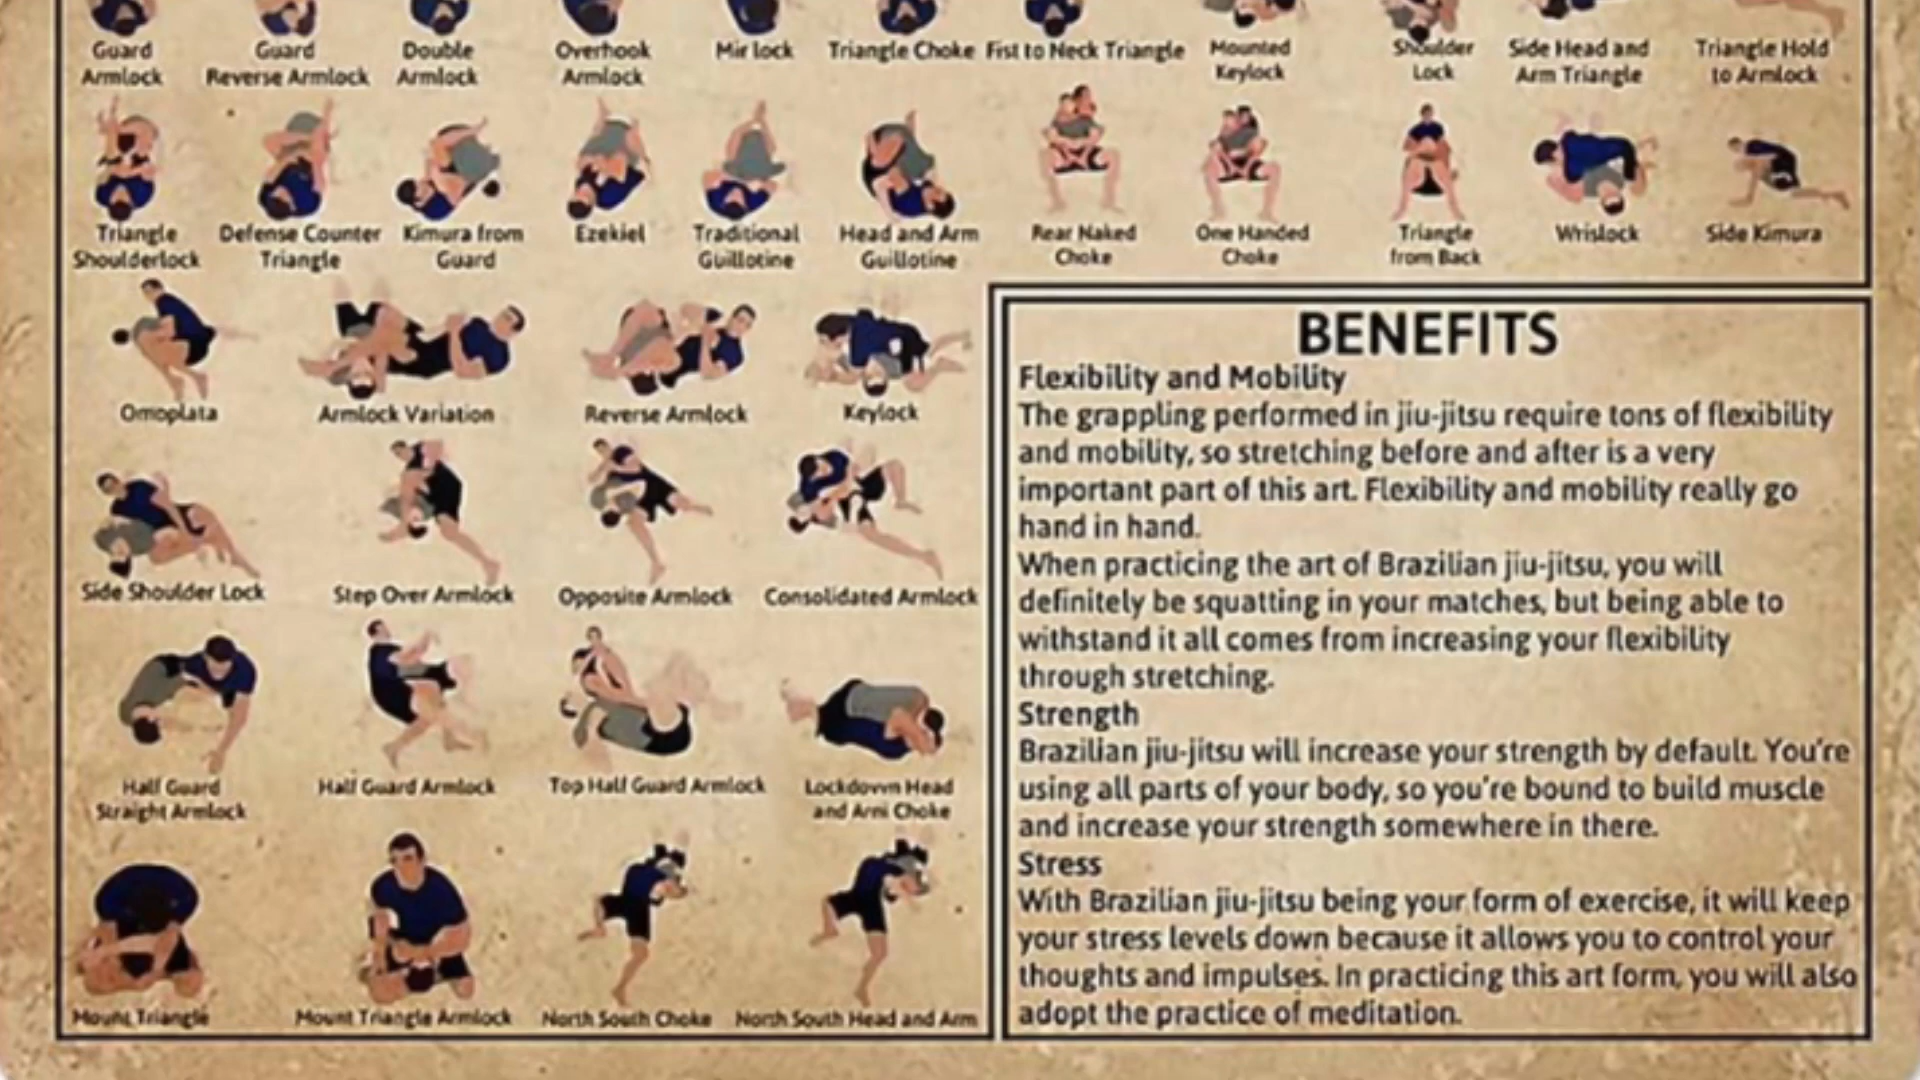 Guard Armlock
Guard Reverse Armlock
Double Armlock
Overhook Armlock
Mir lock
Triangle Choke
Fist to Neck Triangle
Mounted Keylock
Shoulder Lock
Side Head and Arm Triangle
Triangle Hold to Armlock
Triangle Shoulderlock
Defense Counter Triangle
Kimura from Guard
Ezekiel
Traditional Guillotine
Head and Arm Guillotine
Rear Naked Choke
One Handed Choke
Triangle from Back
Wrislock
Side Kimura
Omoplata
Armlock Variation
Reverse Armlock
Keylock
Side Shoulder Lock
Step Over Armlock
Opposite Armlock
Consolidated Armlock
Half Guard Straight Armlock
Half Guard Armlock
Top Half Guard Armlock
Lockdown Head and Arm Choke
Mount Triangle
Mount Triangle Armlock
North South Choke
North South Head and Arm
BENEFITS
Flexibility and Mobility
The grappling performed in jiu-jitsu require tons of flexibility
and mobility, so stretching before and after is a very
important part of this art. Flexibility and mobility really go
hand in hand.
When practicing the art of Brazilian jiu-jitsu, you will
definitely be squatting in your matches, but being able to
withstand it all comes from increasing your flexibility
through stretching.
Strength
Brazilian jiu-jitsu will increase your strength by default. You're
using all parts of your body, so you're bound to build muscle
and increase your strength somewhere in there.
Stress
With Brazilian jiu-jitsu being your form of exercise, it will keep
your stress levels down because it allows you to control your
thoughts and impulses. In practicing this art form, you will also
adopt the practice of meditation.